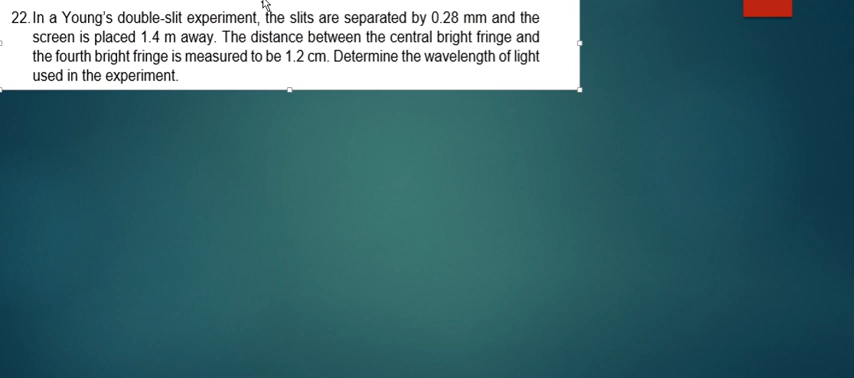 22. In a Young's double-slit experiment, the slits are separated by 0.28 mm and the
screen is placed 1.4 m away. The distance between the central bright fringe and
the fourth bright fringe is measured to be 1.2 cm. Determine the wavelength of light
used in the experiment.